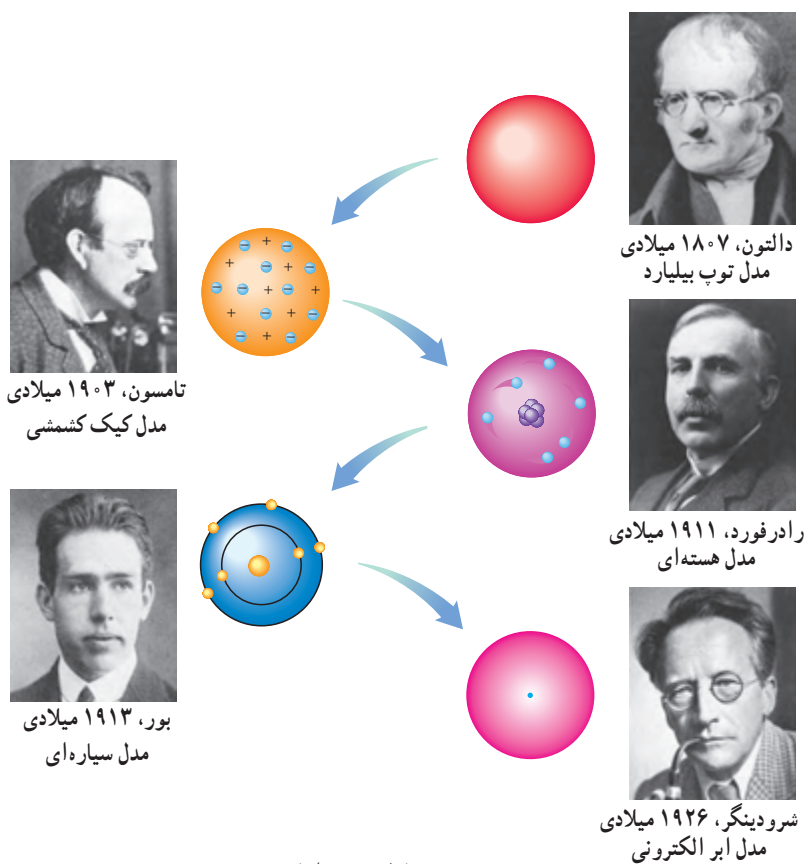 دالتون، ۱۸۰۷ میلادی
مدل توپ بیلیارد
تامسون، ۱۹۰۳ میلادی
مدل کیک کشمشی
رادرفورد، ۱۹۱۱ میلادی
مدل هسته‌ای
بور، ۱۹۱۳ میلادی
مدل سیاره‌ای
شرودینگر، ۱۹۲۶ میلادی
مدل ابر الکترونی